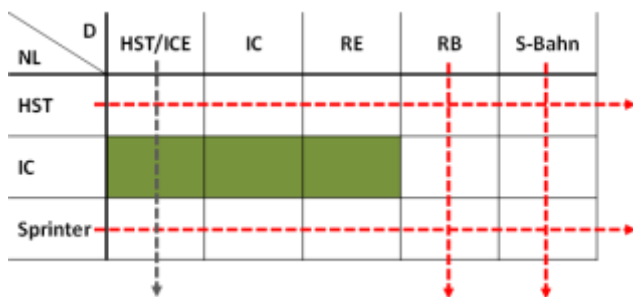 D
NL
HST/ICE IC RE RB S-Bahn
HST
IC
Sprinter